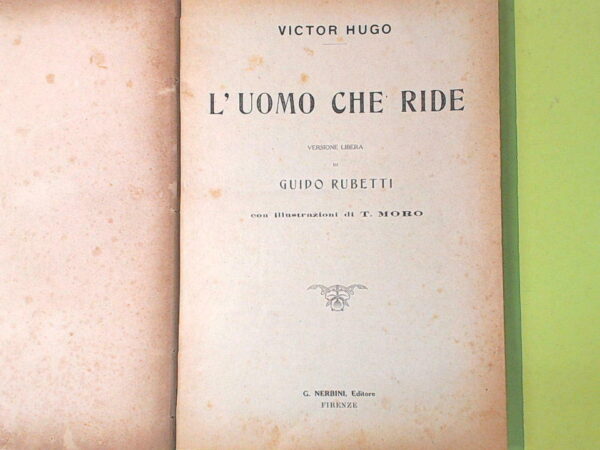 VICTOR HUGO
L'UOMO CHE RIDE
VERSIONE LIBERA
DI
GUIDO RUBETTI
con illustrazioni di T. MORO
G. NERBINI, Editore
FIRENZE